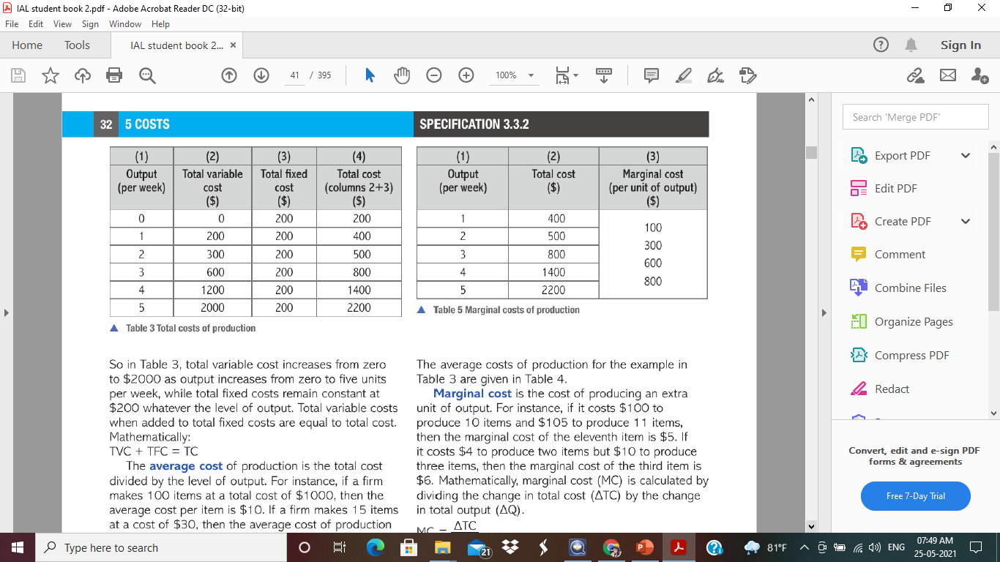 IAL student book 2.pdf - Adobe Acrobat Reader DC (32-bit)
File Edit View Sign Window Help
Home Tools IAL student book 2... × Sign In
41 / 395 100%
32 5 COSTS SPECIFICATION 3.3.2
(1) (2) (3) (4)
Output (per week) Total variable cost ($) Total fixed cost ($) Total cost (columns 2+3) ($)
0 0 200 200
1 200 200 400
2 300 200 500
3 600 200 800
4 1200 200 1400
5 2000 200 2200
▲ Table 3 Total costs of production
(1) (2) (3)
Output (per week) Total cost ($) Marginal cost (per unit of output) ($)
1 400
100
2 500
300
3 800
600
4 1400
800
5 2200
▲ Table 5 Marginal costs of production
So in Table 3, total variable cost increases from zero
to $2000 as output increases from zero to five units
per week, while total fixed costs remain constant at
$200 whatever the level of output. Total variable costs
when added to total fixed costs are equal to total cost.
Mathematically:
TVC + TFC = TC
The average cost of production is the total cost
divided by the level of output. For instance, if a firm
makes 100 items at a total cost of $1000, then the
average cost per item is $10. If a firm makes 15 items
at a cost of $30, then the average cost of production
The average costs of production for the example in
Table 3 are given in Table 4.
Marginal cost is the cost of producing an extra
unit of output. For instance, if it costs $100 to
produce 10 items and $105 to produce 11 items,
then the marginal cost of the eleventh item is $5. If
it costs $4 to produce two items but $10 to produce
three items, then the marginal cost of the third item is
$6. Mathematically, marginal cost (MC) is calculated by
dividing the change in total cost (ΔTC) by the change
in total output (ΔQ).
MC = ΔTC
Search 'Merge PDF'
Export PDF
Edit PDF
Create PDF
Comment
Combine Files
Organize Pages
Compress PDF
Redact
Convert, edit and e-sign PDF
forms & agreements
Free 7-Day Trial
Type here to search
21
81°F ENG
07:49 AM
25-05-2021